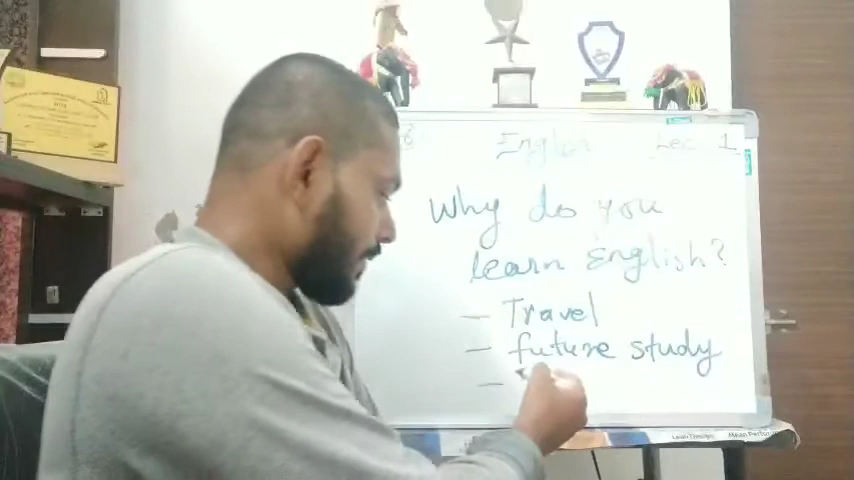 English Lec 1
Why do you
learn English?
- Travel
- future study
-